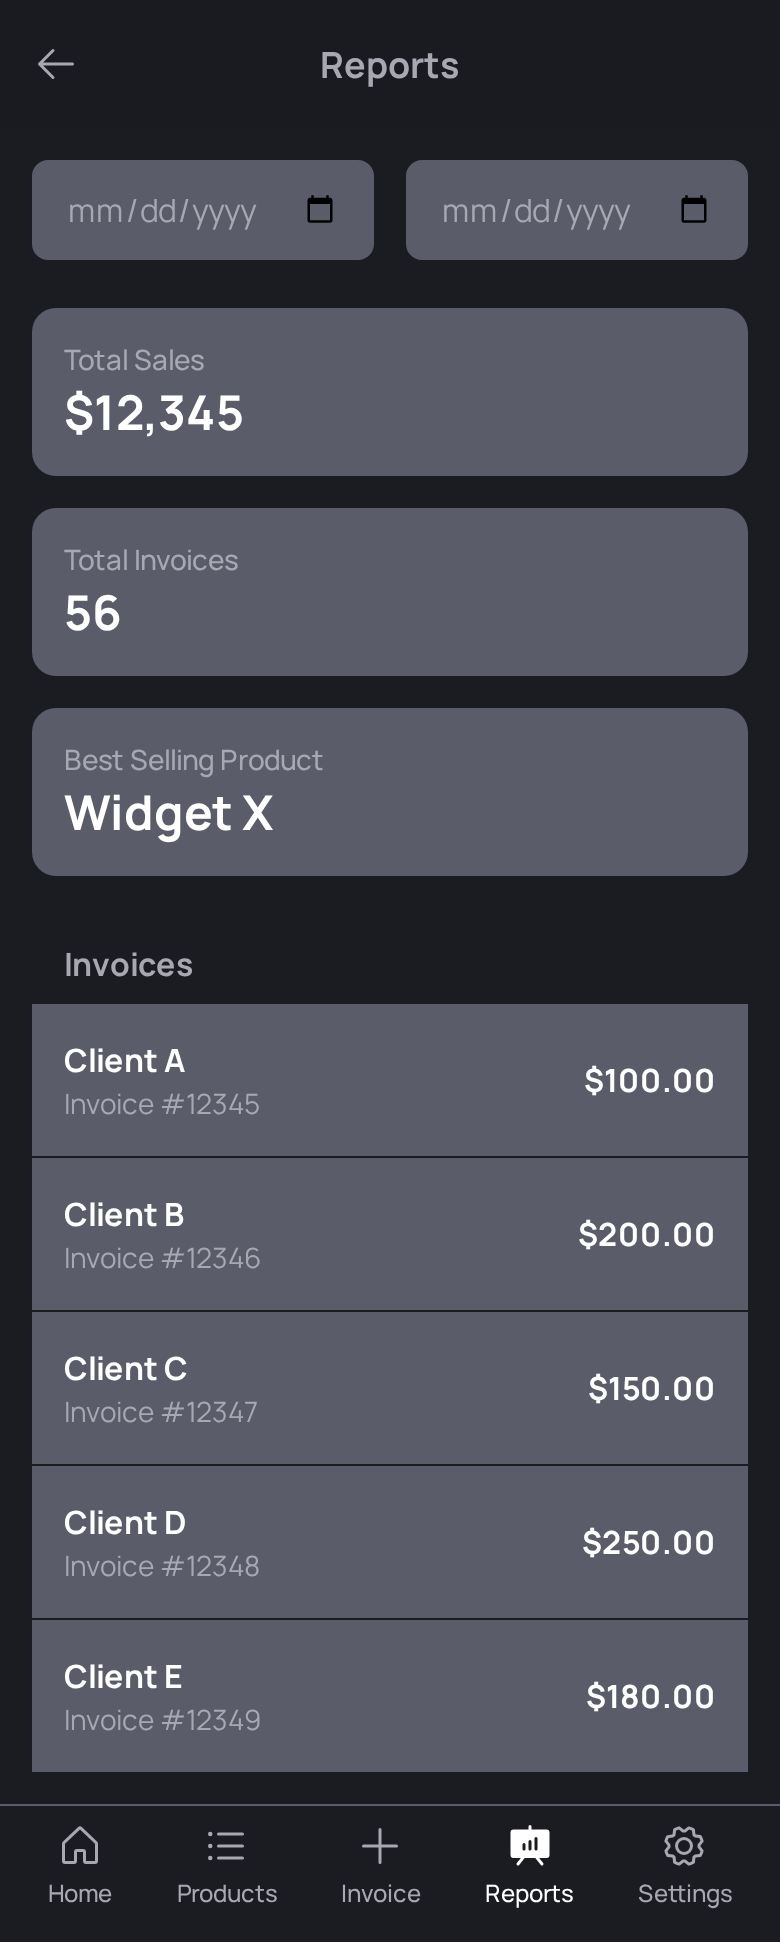 Reports
mm/dd/yyyy mm/dd/yyyy
Total Sales
$12,345
Total Invoices
56
Best Selling Product
Widget X
Invoices
Client A
Invoice #12345
$100.00
Client B
Invoice #12346
$200.00
Client C
Invoice #12347
$150.00
Client D
Invoice #12348
$250.00
Client E
Invoice #12349
$180.00
Home Products Invoice Reports Settings